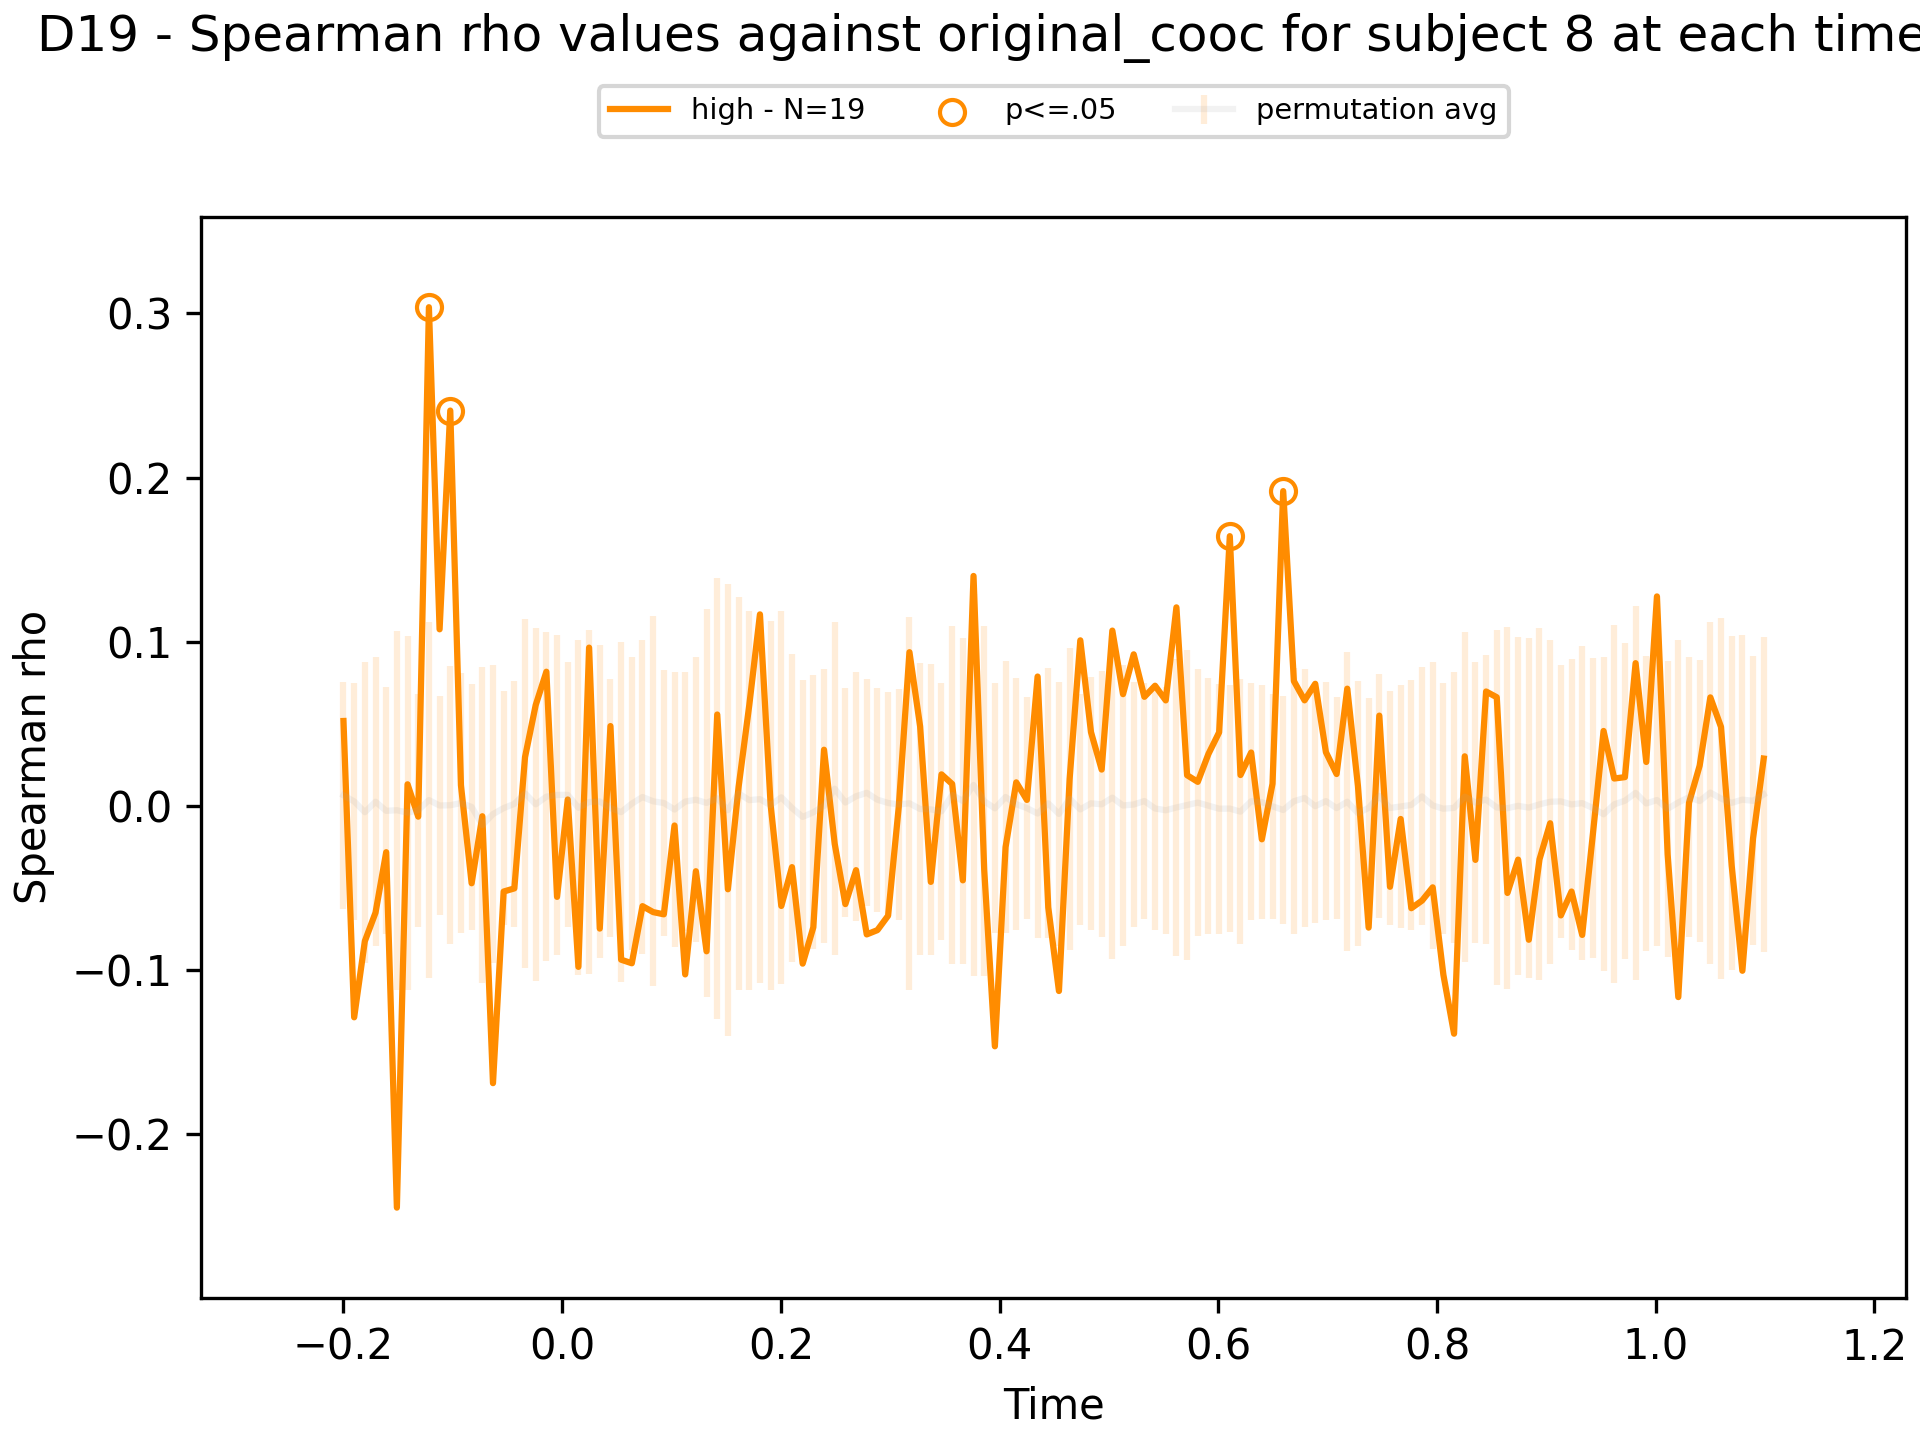 D19 - Spearman rho values against original_cooc for subject 8 at each time
high - N=19
p<=.05
permutation avg
Spearman rho
0.3
0.2
0.1
0.0
−0.1
−0.2
−0.2
0.0
0.2
0.4
0.6
0.8
1.0
1.2
Time